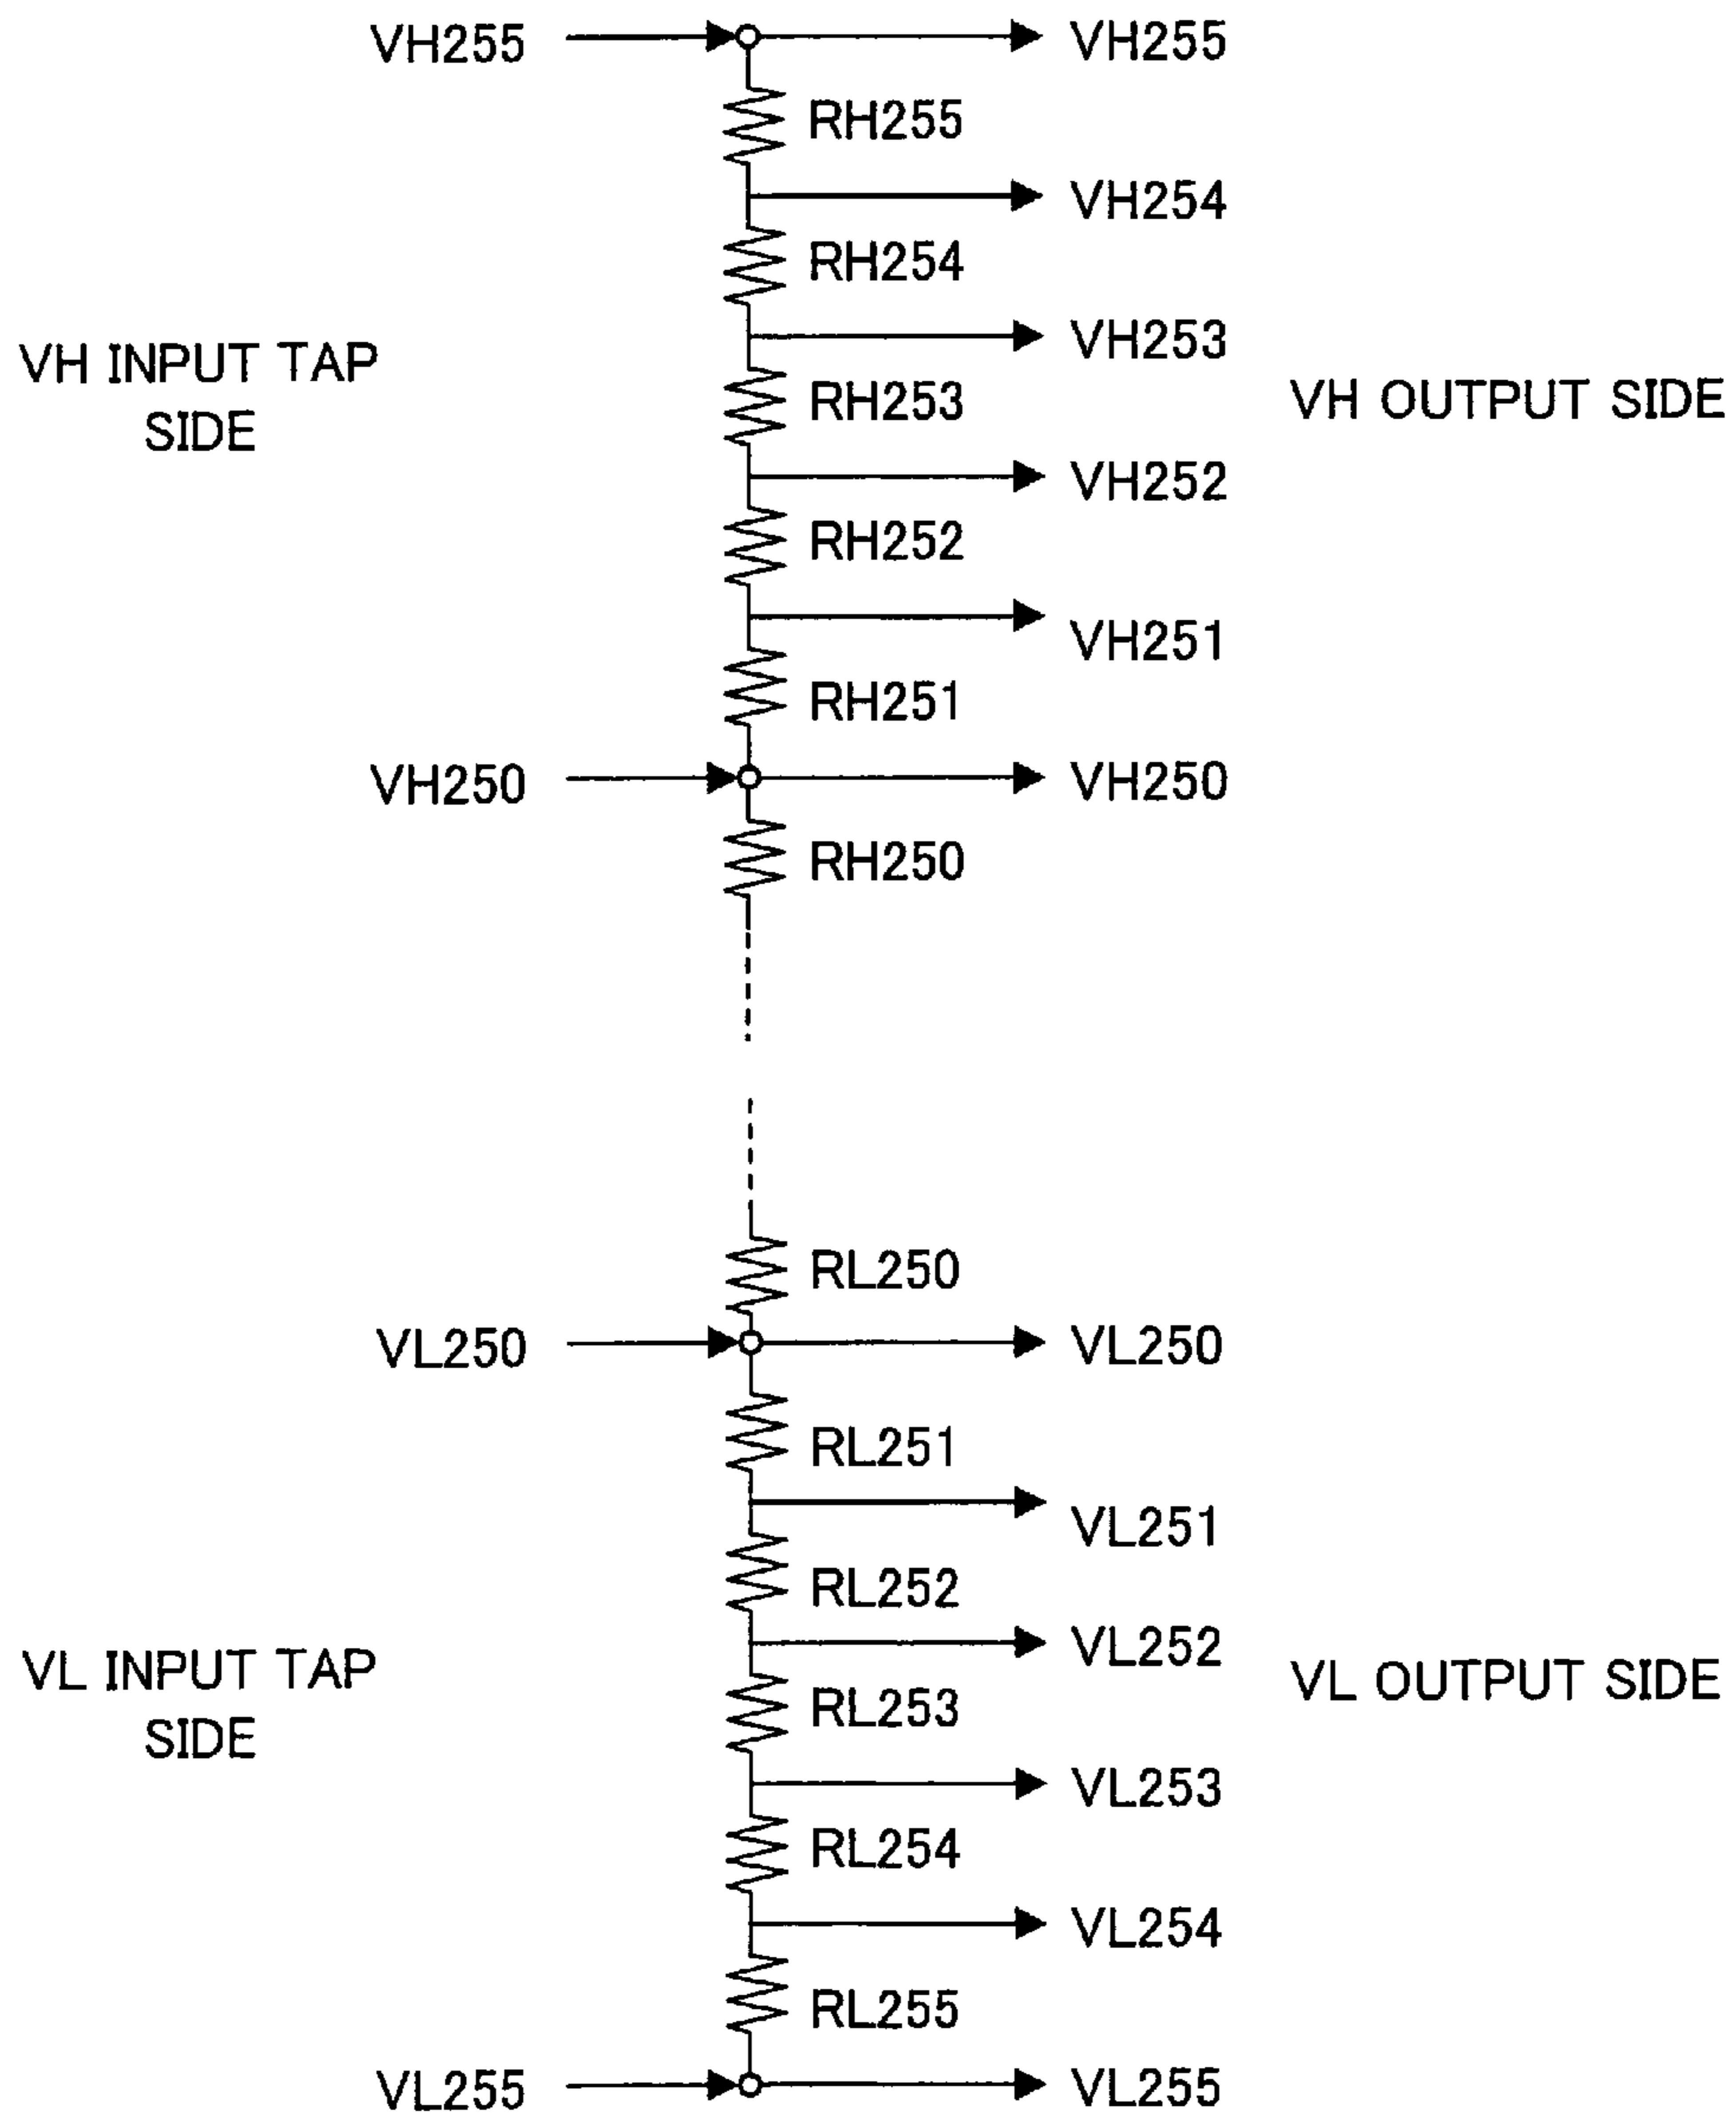 VH255 VH255
RH255
VH254
RH254
VH253
VH INPUT TAP
SIDE
RH253
VH OUTPUT SIDE
VH252
RH252
VH251
RH251
VH250 VH250
RH250
RL250
VL250 VL250
RL251
VL251
RL252
VL252
VL INPUT TAP
SIDE
VL OUTPUT SIDE
RL253
VL253
RL254
VL254
RL255
VL255 VL255